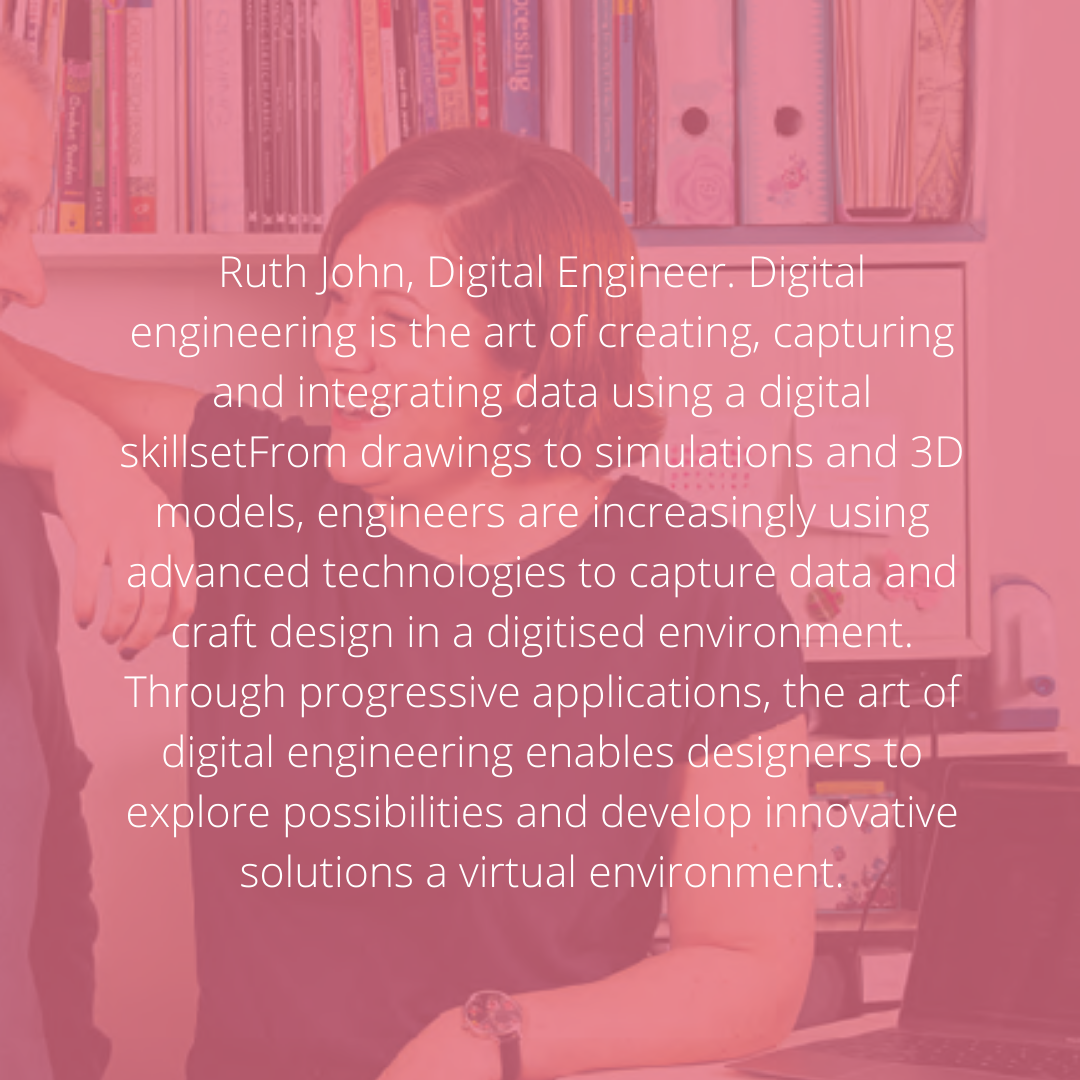 Ruth John, Digital Engineer. Digital
engineering is the art of creating, capturing
and integrating data using a digital
skillsetFrom drawings to simulations and 3D
models, engineers are increasingly using
advanced technologies to capture data and
craft design in a digitised environment.
Through progressive applications, the art of
digital engineering enables designers to
explore possibilities and develop innovative
solutions a virtual environment.